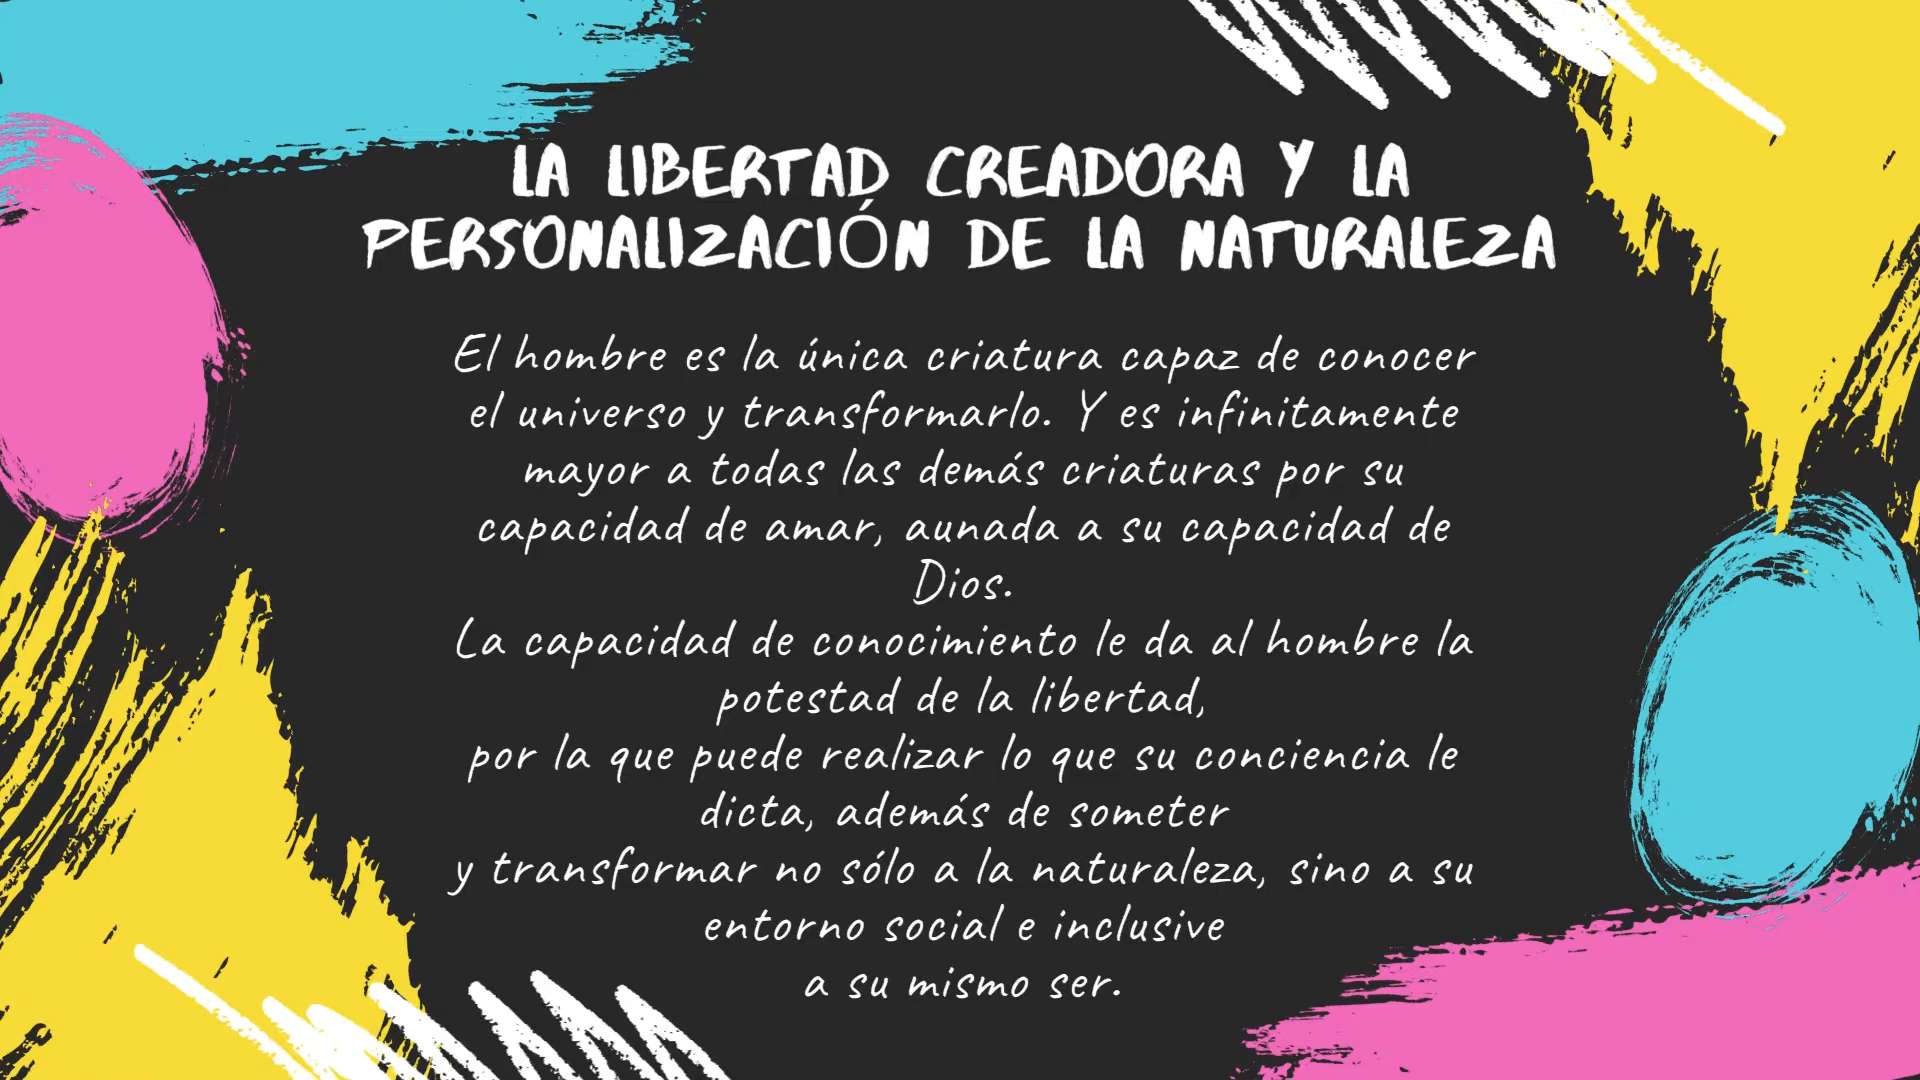 LA LIBERTAD CREADORA Y LA
PERSONALIZACIÓN DE LA NATURALEZA
El hombre es la única criatura capaz de conocer
el universo y transformarlo. Y es infinitamente
mayor a todas las demás criaturas por su
capacidad de amar, aunada a su capacidad de
Dios.
La capacidad de conocimiento le da al hombre la
potestad de la libertad,
por la que puede realizar lo que su conciencia le
dicta, además de someter
y transformar no sólo a la naturaleza, sino a su
entorno social e inclusive
a su mismo ser.